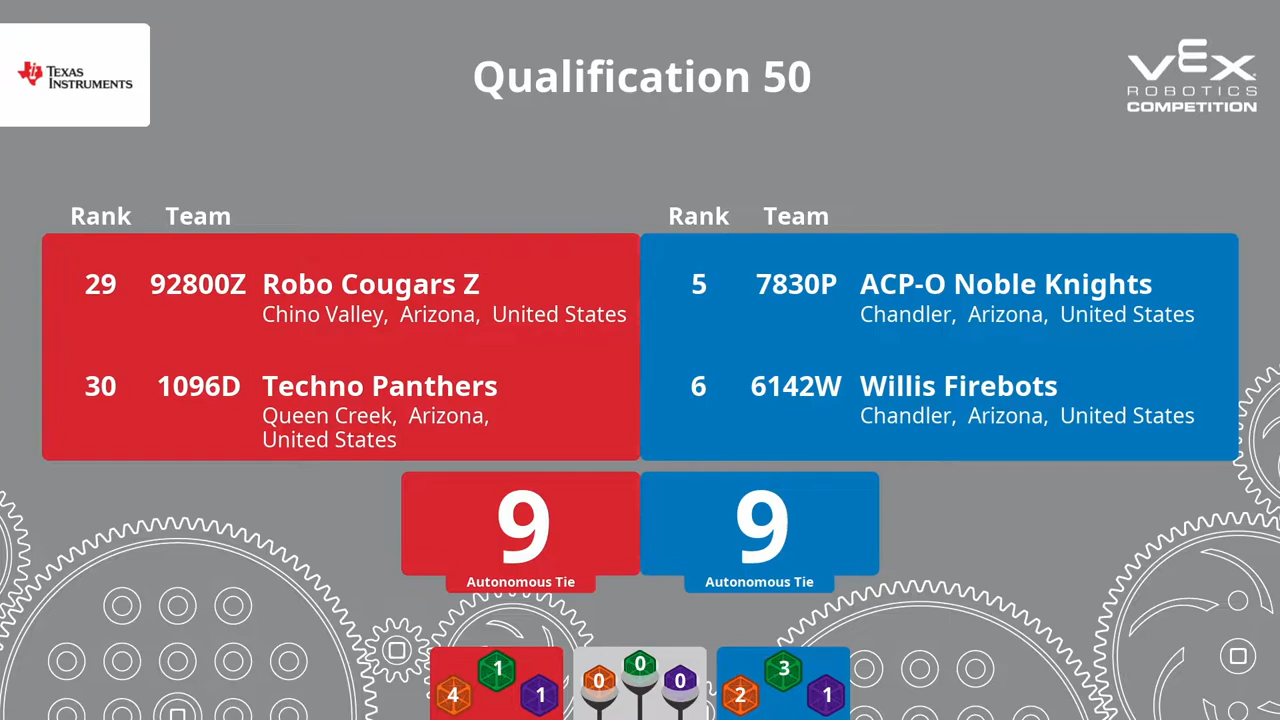 TEXAS
INSTRUMENTS
Qualification 50
VEX
ROBOTICS
COMPETITION
Rank Team
Rank Team
29 92800Z Robo Cougars Z
Chino Valley, Arizona, United States
30 1096D Techno Panthers
Queen Creek, Arizona,
United States
5 7830P ACP-O Noble Knights
Chandler, Arizona, United States
6 6142W Willis Firebots
Chandler, Arizona, United States
9
Autonomous Tie
9
Autonomous Tie
4 1 1
0 0 0
2 3 1